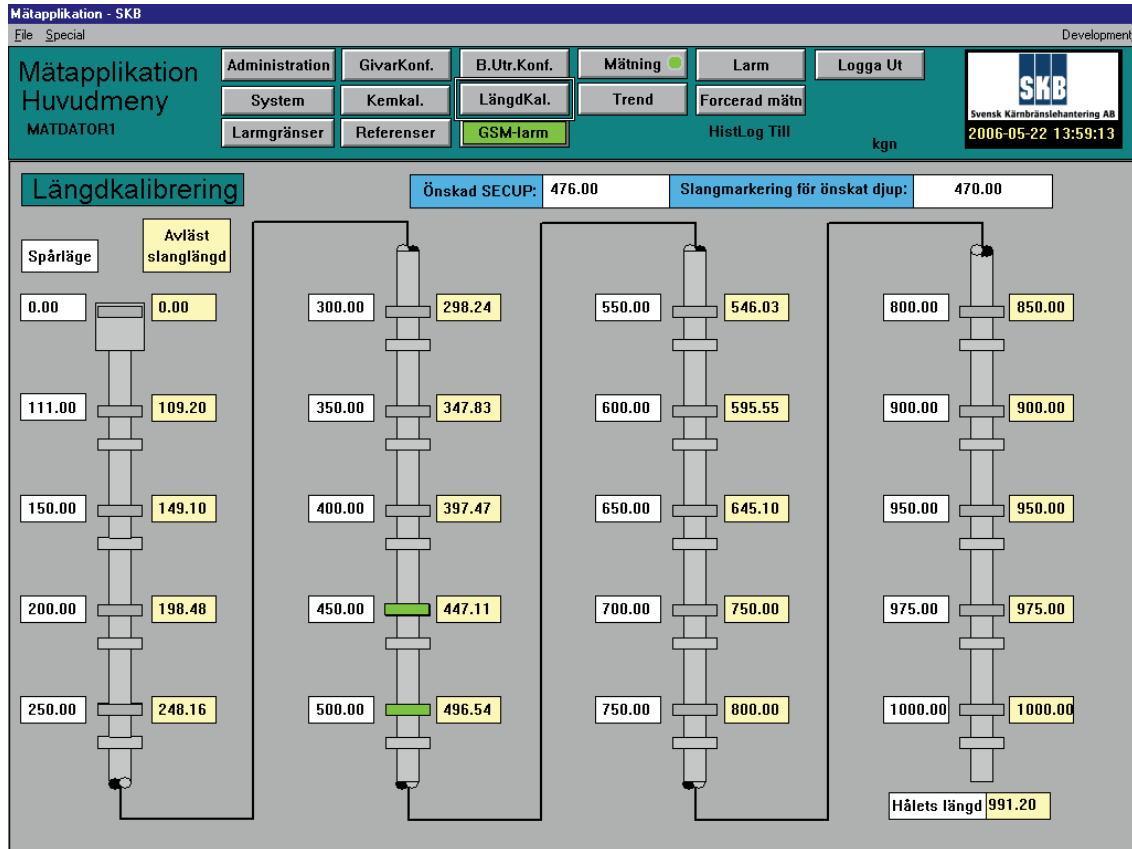 Mätapplikation - SKB
File Special Development
Mätapplikation
Huvudmeny
MATDATOR1
Administration GivarKonf. B.Utr.Konf. Mätning Larm Logga Ut
System Kemkal. LängdKal. Trend Forcerad mätn
Larmgränser Referenser GSM-larm HistLog Till kgn
SKB
Svensk Kärnbränslehantering AB
2006-05-22 13:59:13
Längdkalibrering
Önskad SECUP: 476.00 Slangmarkering för önskat djup: 470.00
Spårläge
Avläst
slanglängd
0.00 0.00
111.00 109.20
150.00 149.10
200.00 198.48
250.00 248.16
300.00 298.24
350.00 347.83
400.00 397.47
450.00 447.11
500.00 496.54
550.00 546.03
600.00 595.55
650.00 645.10
700.00 750.00
750.00 800.00
800.00 850.00
900.00 900.00
950.00 950.00
975.00 975.00
1000.00 1000.00
Hålets längd 991.20